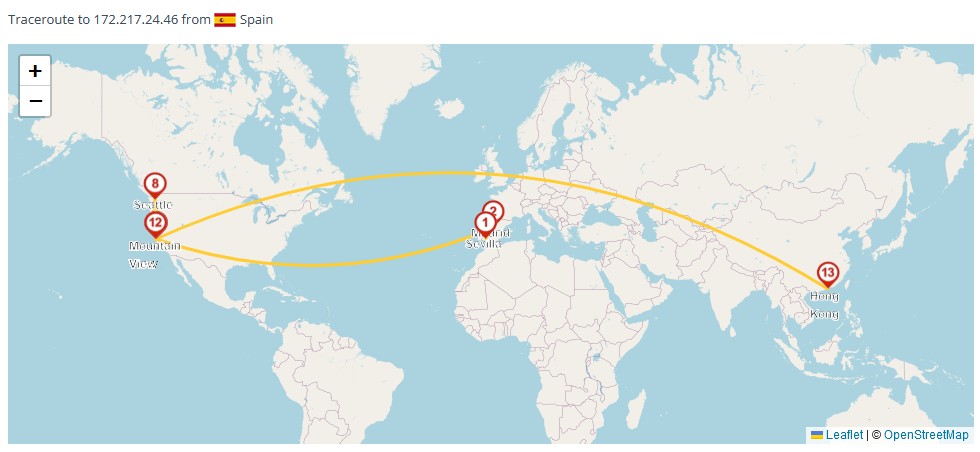 Traceroute to 172.217.24.46 from Spain
+
−
8
Seattle
12
Mountain
View
2
1
Madrid
Sevilla
13
Hong
Kong
Leaflet | © OpenStreetMap